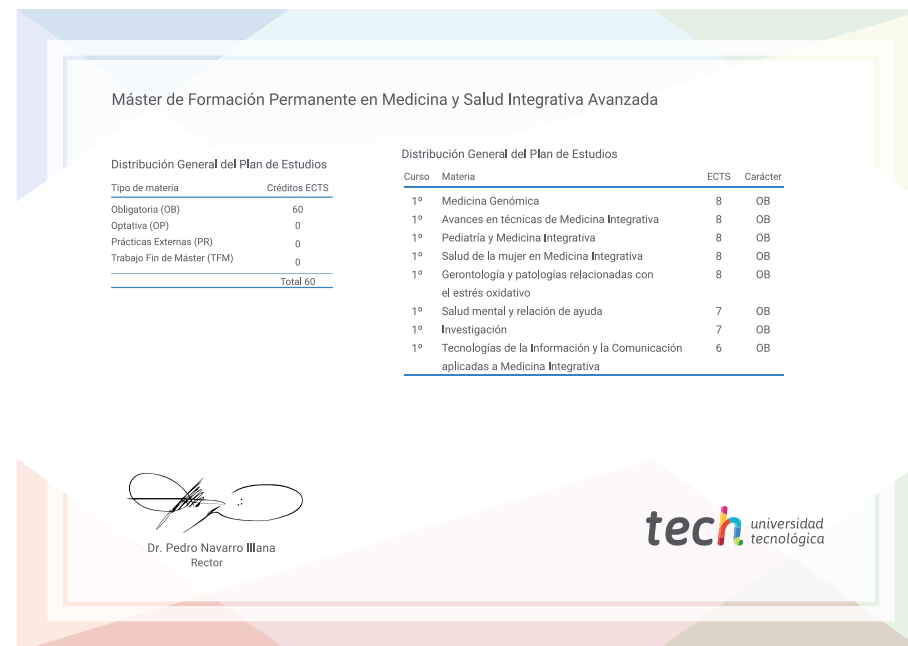 Máster de Formación Permanente en Medicina y Salud Integrativa Avanzada
Distribución General del Plan de Estudios
Tipo de materia Créditos ECTS
Obligatoria (OB) 60
Optativa (OP) 0
Prácticas Externas (PR) 0
Trabajo Fin de Máster (TFM) 0
Total 60
Distribución General del Plan de Estudios
Curso Materia ECTS Carácter
1º Medicina Genómica 8 OB
1º Avances en técnicas de Medicina Integrativa 8 OB
1º Pediatría y Medicina Integrativa 8 OB
1º Salud de la mujer en Medicina Integrativa 8 OB
1º Gerontología y patologías relacionadas con 8 OB
el estrés oxidativo
1º Salud mental y relación de ayuda 7 OB
1º Investigación 7 OB
1º Tecnologías de la Información y la Comunicación 6 OB
aplicadas a Medicina Integrativa
Dr. Pedro Navarro Illana
Rector
tech universidad
tecnológica